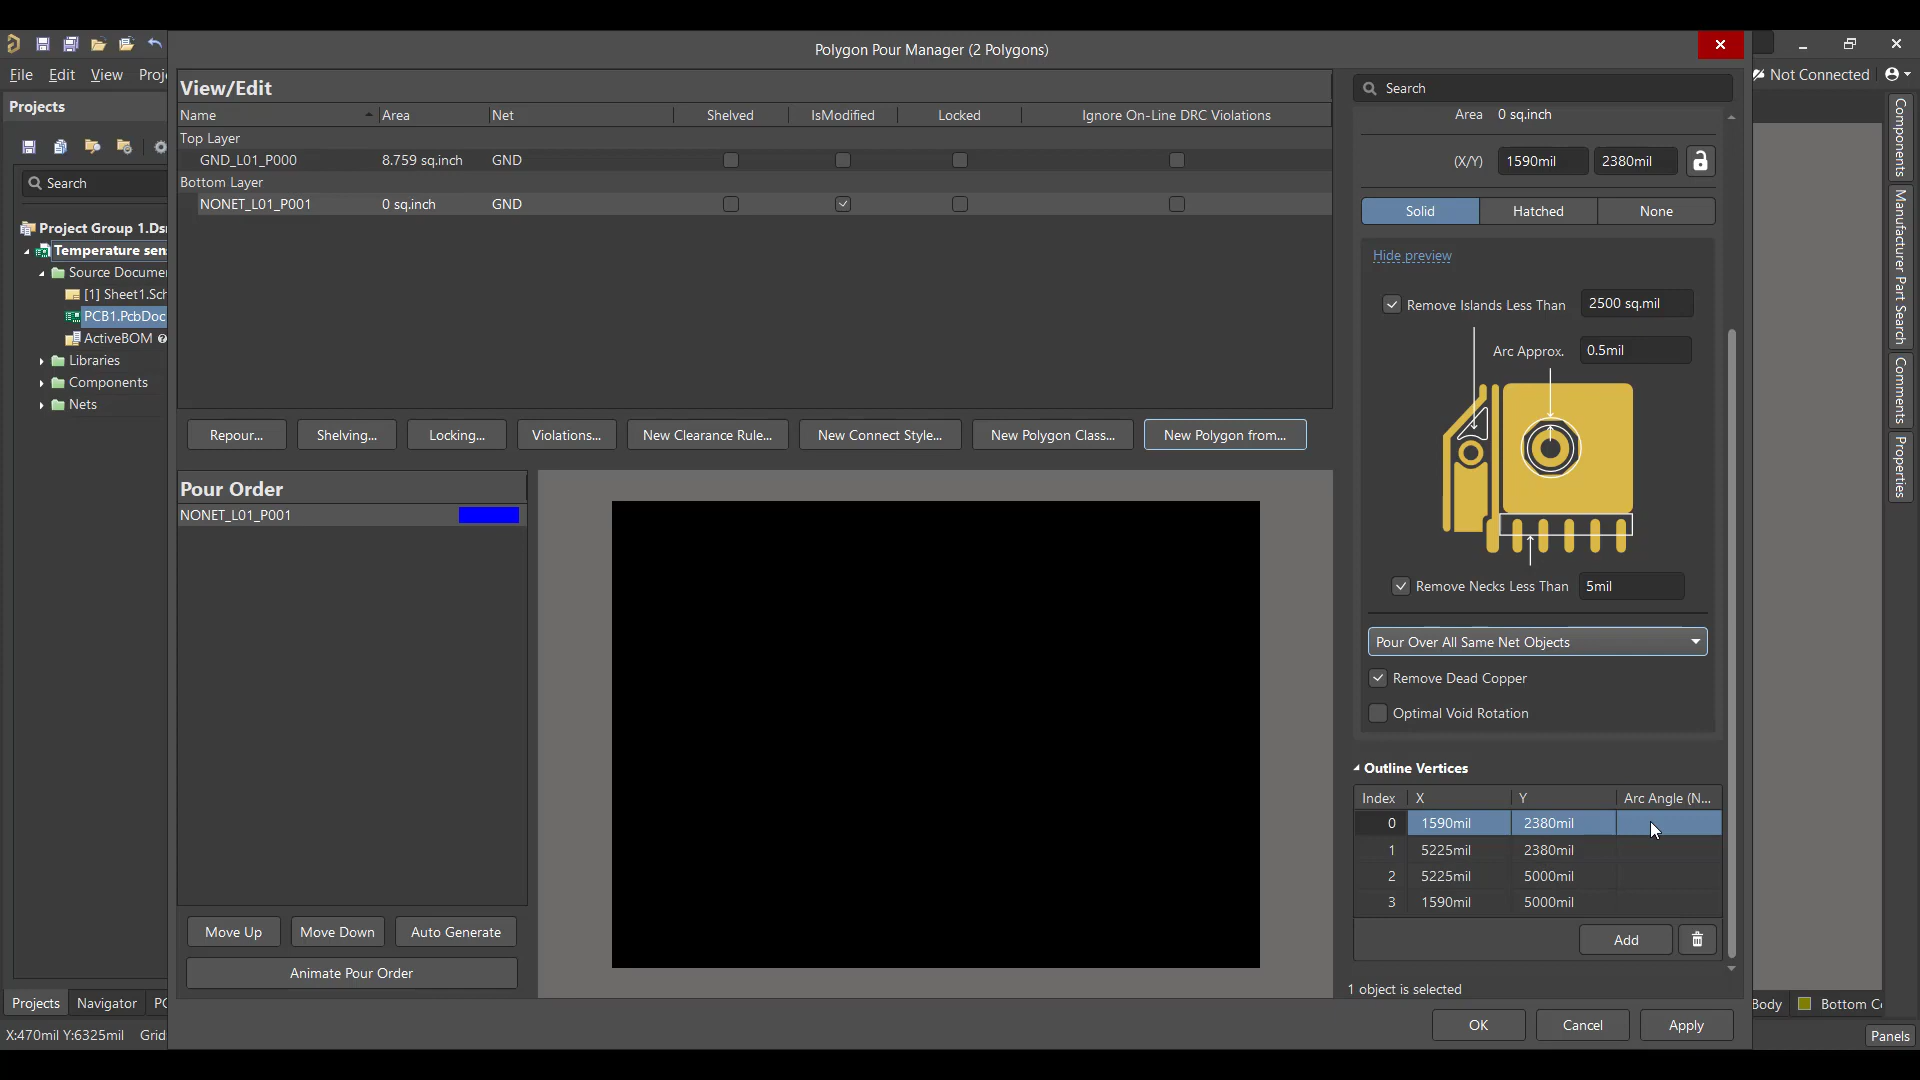 Polygon Pour Manager (2 Polygons)
File Edit View Proj
Not Connected
Projects
Search
Project Group 1.Dsn
Temperature sens
Source Documen
[1] Sheet1.Sch
PCB1.PcbDoc
ActiveBOM
Libraries
Components
Nets
View/Edit
Name Area Net Shelved IsModified Locked Ignore On-Line DRC Violations
Top Layer
GND_L01_P000 8.759 sq.inch GND
Bottom Layer
NONET_L01_P001 0 sq.inch GND
Repour... Shelving... Locking... Violations... New Clearance Rule... New Connect Style... New Polygon Class... New Polygon from...
Pour Order
NONET_L01_P001
Move Up Move Down Auto Generate
Animate Pour Order
Search
Area 0 sq.inch
(X/Y) 1590mil 2380mil
Solid Hatched None
Hide preview
Remove Islands Less Than 2500 sq.mil
Arc Approx. 0.5mil
Remove Necks Less Than 5mil
Pour Over All Same Net Objects
Remove Dead Copper
Optimal Void Rotation
Outline Vertices
Index X Y Arc Angle (N...
0 1590mil 2380mil
1 5225mil 2380mil
2 5225mil 5000mil
3 1590mil 5000mil
Add
1 object is selected
OK Cancel Apply
Components
Manufacturer Part Search
Comments
Properties
Projects Navigator PC
Body Bottom Co
X:470mil Y:6325mil Grid
Panels